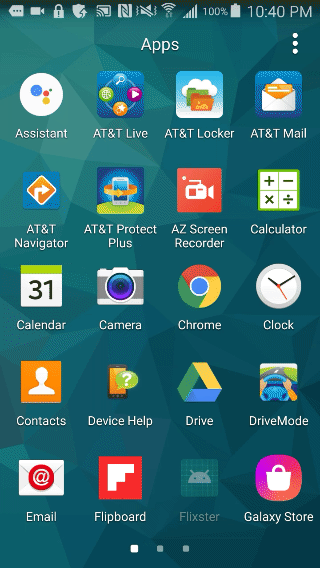 100% 10:40 PM
Apps
Assistant AT&T Live AT&T Locker AT&T Mail
AT&T Navigator AT&T Protect Plus AZ Screen Recorder Calculator
31
Calendar Camera Chrome Clock
Contacts Device Help Drive DriveMode
Email Flipboard Flixster Galaxy Store